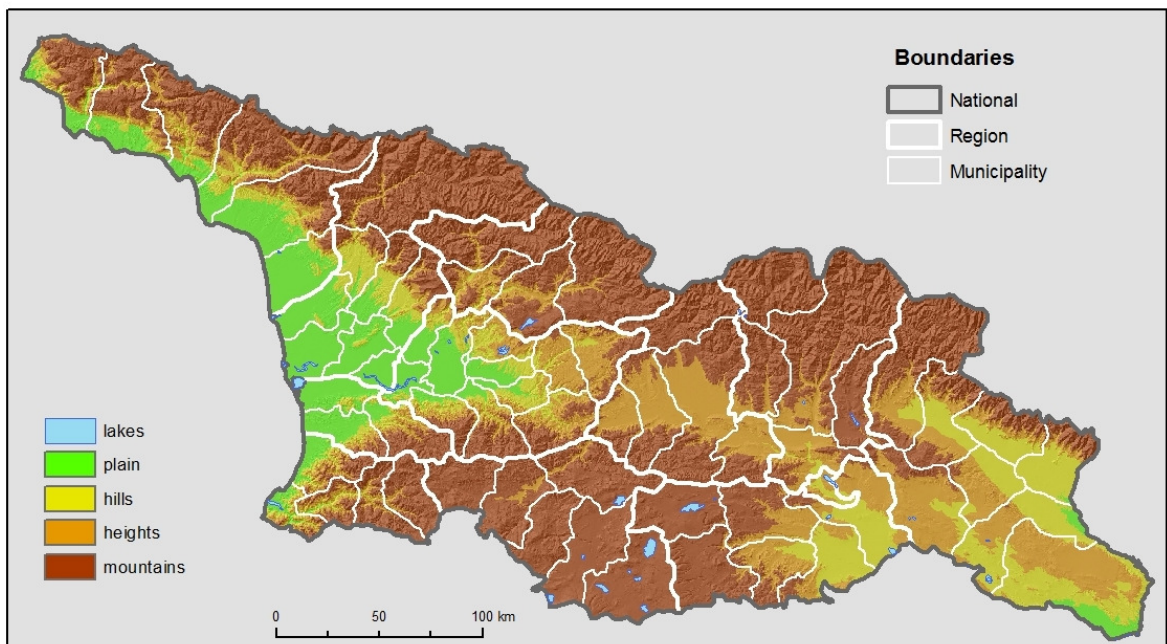 Boundaries
National
Region
Municipality
lakes
plain
hills
heights
mountains
0 50 100 km